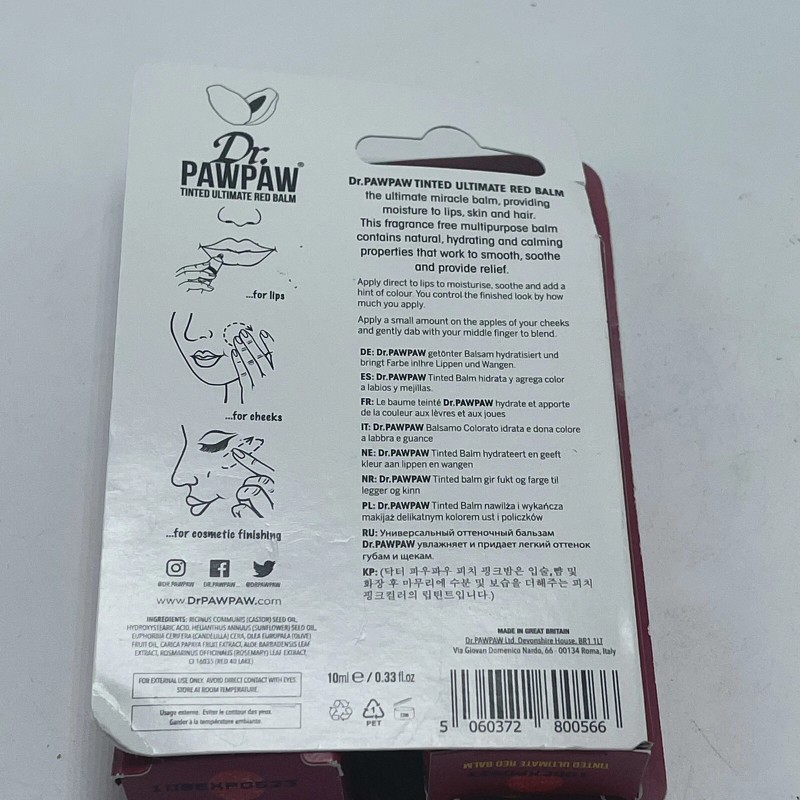 Dr.
PAWPAW®
TINTED ULTIMATE RED BALM
...for lips
...for cheeks
...for cosmetic finishing
@DR.PAWPAW DR.PAWPAW @DRPAWPAW
www.DrPAWPAW.com
INGREDIENTS: RICINUS COMMUNIS (CASTOR) SEED OIL,
HYDROXYSTEARIC ACID, HELIANTHUS ANNUUS (SUNFLOWER) SEED OIL,
EUPHORBIA CERIFERA (CANDELILLA) CERA, OLEA EUROPAEA (OLIVE)
FRUIT OIL, CARICA PAPAYA FRUIT EXTRACT, ALOE BARBADENSIS LEAF
EXTRACT, ROSMARINUS OFFICINALIS (ROSEMARY) LEAF EXTRACT,
(RED 40 LAKE)
FOR EXTERNAL USE ONLY. AVOID DIRECT CONTACT WITH EYES.
STORE AT ROOM TEMPERATURE.
Usage externe. Eviter le contour des yeux.
Garder à la température ambiante.
Dr.PAWPAW TINTED ULTIMATE RED BALM
the ultimate miracle balm, providing
moisture to lips, skin and hair.
This fragrance free multipurpose balm
contains natural, hydrating and calming
properties that work to smooth, soothe
and provide relief.
Apply direct to lips to moisturise, soothe and add a
hint of colour. You control the finished look by how
much you apply.
Apply a small amount on the apples of your cheeks
and gently dab with your middle finger to blend.
DE: Dr.PAWPAW getönter Balsam hydratisiert und
bringt Farbe inIhre Lippen und Wangen.
ES: Dr.PAWPAW Tinted Balm hidrata y agrega color
a labios y mejillas.
FR: Le baume teinté Dr.PAWPAW hydrate et apporte
de la couleur aux lèvres et aux joues
IT: Dr.PAWPAW Balsamo Colorato idrata e dona colore
a labbra e guance
NE: Dr.PAWPAW Tinted Balm hydrateert en geeft
kleur aan lippen en wangen
NR: Dr.PAWPAW Tinted balm gir fukt og farge til
legger og kinn
PL: Dr.PAWPAW Tinted Balm nawilża i wykańcza
makijaż delikatnym kolorem ust i policzków
RU: Универсальный оттеночный бальзам
Dr.PAWPAW увлажняет и придает легкий оттенок
губам и щекам.
KP: (닥터 파우파우 피치 핑크밤은 입술,뺨 및
화장 후 마무리에 수분 및 보습을 더해주는 피치
핑크컬러의 립틴트입니다.)
MADE IN GREAT BRITAIN
Dr.PAWPAW Ltd. Devonshire House, BR1 1LT
Via Giovan Domenico Nardo, 66 · 00134 Roma, Italy
10ml ℮ / 0.33 fl.oz
1
PET
5 060372 800566
TINTED ULTIMATE RED BALM